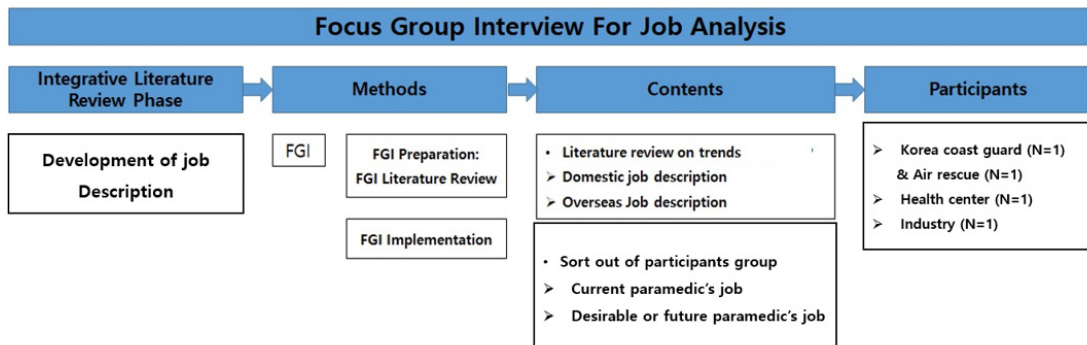 Focus Group Interview For Job Analysis
Integrative Literature
Review Phase
Methods
Contents
Participants
Development of job
Description
FGI
FGI Preparation:
FGI Literature Review
FGI Implementation
• Literature review on trends
➢ Domestic job description
➢ Overseas Job description
• Sort out of participants group
➢ Current paramedic's job
➢ Desirable or future paramedic's job
➢ Korea coast guard (N=1)
& Air rescue (N=1)
➢ Health center (N=1)
➢ Industry (N=1)